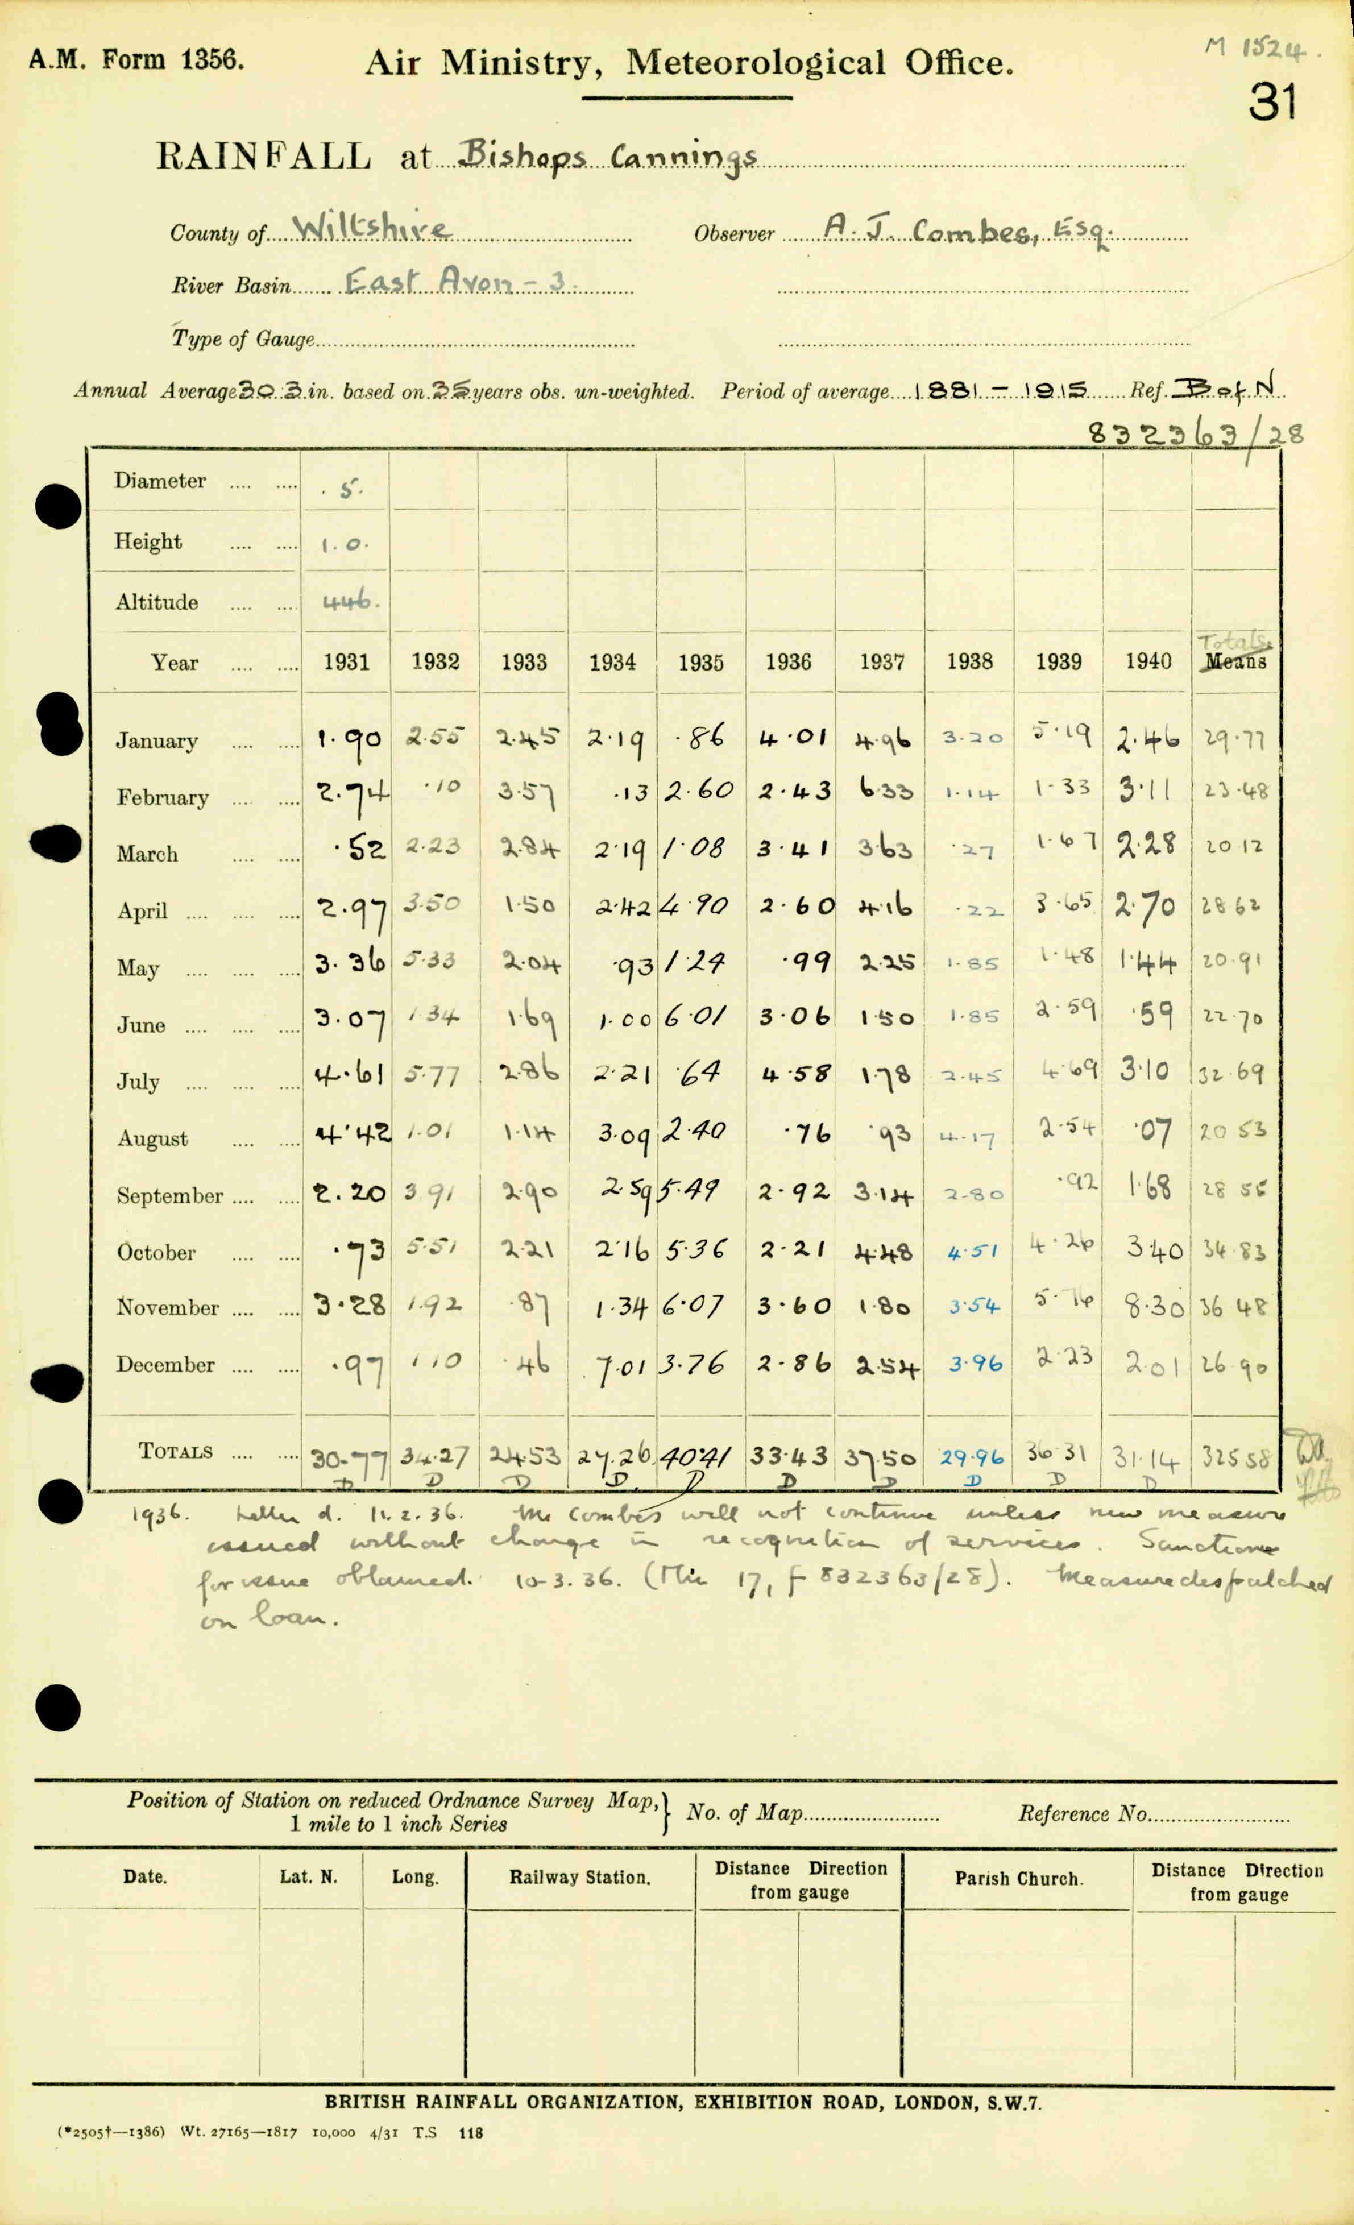 M 1524.
A.M. Form 1356. Air Ministry, Meteorological Office.
31
RAINFALL at Bishops Cannings
County of Wiltshire Observer A. J. Combes, Esq.
River Basin East Avon - 3.
Type of Gauge
Annual Average 30.3 in. based on 35 years obs. un-weighted. Period of average 1881 - 1915 Ref. B of N
832363/28
Diameter .... .... 5.
Height .... .... 1.0.
Altitude .... .... 446.
Totals
Year .... .... 1931 1932 1933 1934 1935 1936 1937 1938 1939 1940 Means
January .... .... 1.90 2.55 2.45 2.19 .86 4.01 4.96 3.20 5.19 2.46 29.77
February .... .... 2.74 .10 3.57 .13 2.60 2.43 6.33 1.14 1.33 3.11 23.48
March .... .... .52 2.23 2.84 2.19 1.08 3.41 3.63 .27 1.67 2.28 20 12
April .... .... .... 2.97 3.50 1.50 2.42 4.90 2.60 4.16 .22 3.65 2.70 28 62
May .... .... .... 3.36 5.33 2.04 .93 1.24 .99 2.25 1.85 1.48 1.44 20.91
June .... .... .... 3.07 1.34 1.69 1.00 6.01 3.06 1.50 1.85 2.59 .59 22.70
July .... .... .... 4.61 5.77 2.86 2.21 .64 4.58 1.78 2.45 4.69 3.10 32.69
August .... .... 4.42 1.01 1.14 3.09 2.40 .76 .93 4.17 2.54 .07 20 53
September .... .... 2.20 3.91 2.90 2.59 5.49 2.92 3.14 2.80 .92 1.68 28 55
October .... .... .73 5.51 2.21 2.16 5.36 2.21 4.48 4.51 4.26 3.40 34.83
November .... .... 3.28 1.92 .87 1.34 6.07 3.60 1.80 3.54 5.76 8.30 36 48
December .... .... .97 1.10 .46 7.01 3.76 2.86 2.54 3.96 2.23 2.01 26.90
TOTALS .... .... 30.77 34.27 24.53 27.26 40.41 33.43 37.50 29.96 36 31 31.14 325 58
D D D D D D D D D
1936. Letter d. 11.2.36. Mr Combes will not continue unless new measure
issued without change in recognition of services. Sanction
for issue obtained. 10-3.36. (Min 17, f 832363/28). Measure despatched
on loan.
Position of Station on reduced Ordnance Survey Map, } No. of Map Reference No.
1 mile to 1 inch Series
Date. Lat. N. Long. Railway Station. Distance Direction from gauge Parish Church. Distance Direction from gauge
BRITISH RAINFALL ORGANIZATION, EXHIBITION ROAD, LONDON, S.W.7.
(*2505†—1386) Wt. 27165—1817 10,000 4/31 T.S 118